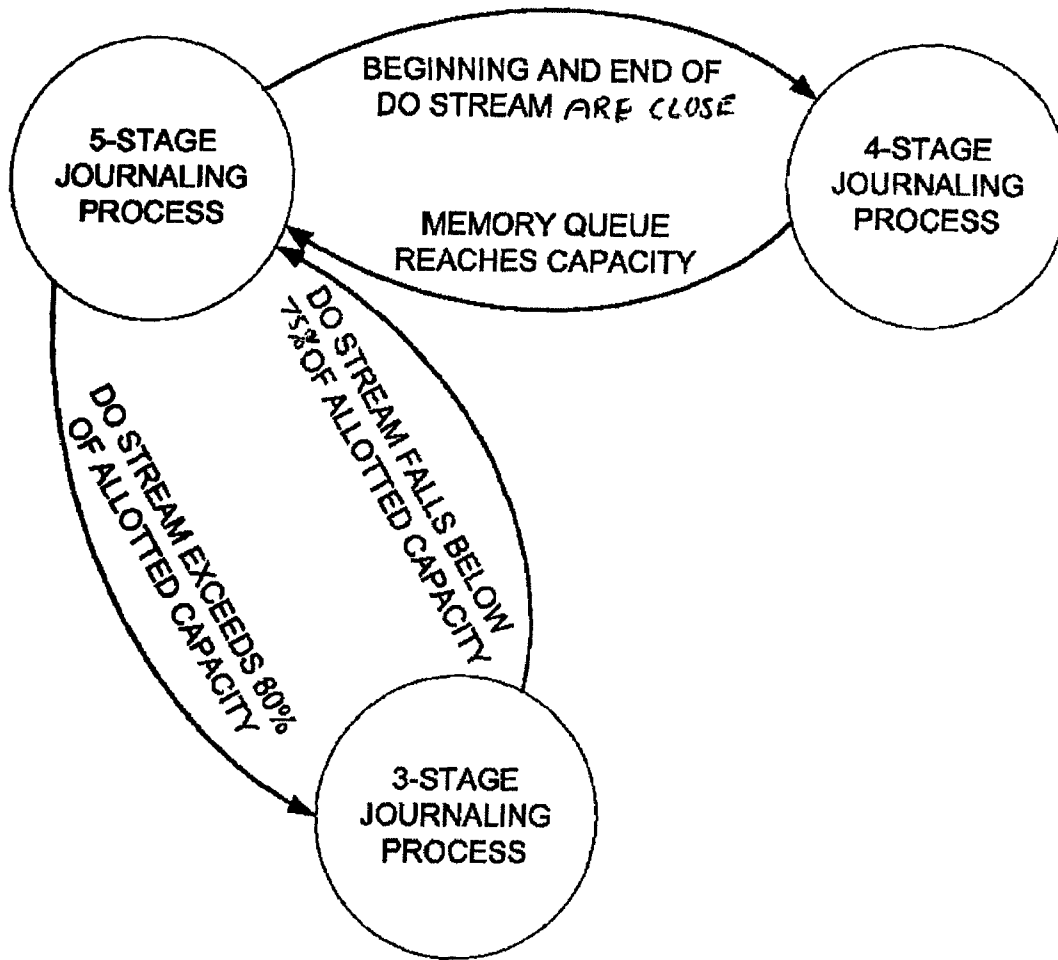 BEGINNING AND END OF
DO STREAM ARE CLOSE
5-STAGE
JOURNALING
PROCESS
4-STAGE
JOURNALING
PROCESS
MEMORY QUEUE
REACHES CAPACITY
DO STREAM FALLS BELOW
75% OF ALLOTTED CAPACITY
DO STREAM EXCEEDS 80%
OF ALLOTTED CAPACITY
3-STAGE
JOURNALING
PROCESS